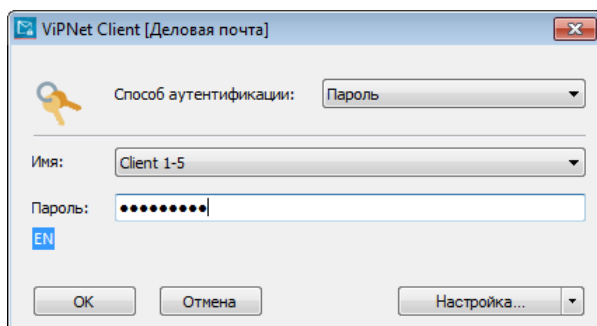 ViPNet Client [Деловая почта]
Способ аутентификации: Пароль
Имя: Client 1-5
Пароль: •••••••••
EN
OK Отмена Настройка...